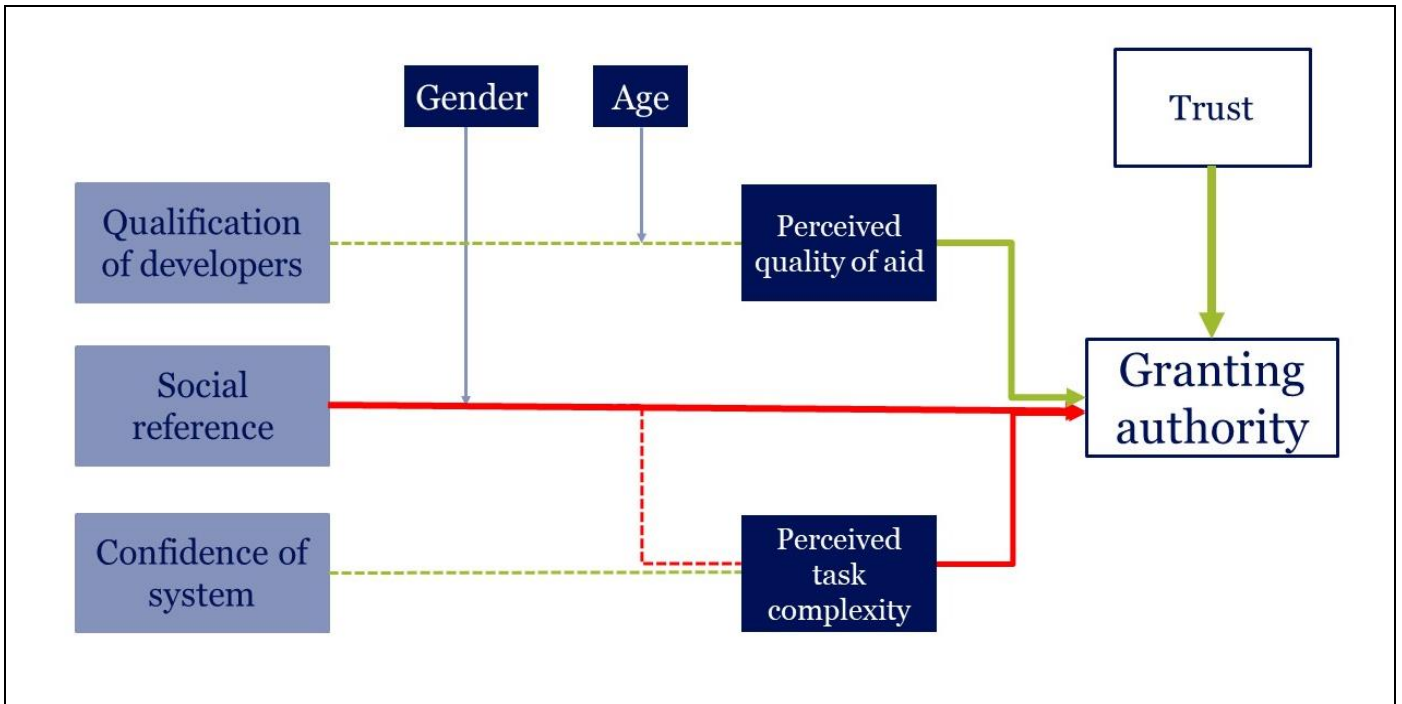 Gender
Age
Trust
Qualification
of developers
Perceived
quality of aid
Social
reference
Granting
authority
Confidence of
system
Perceived
task
complexity